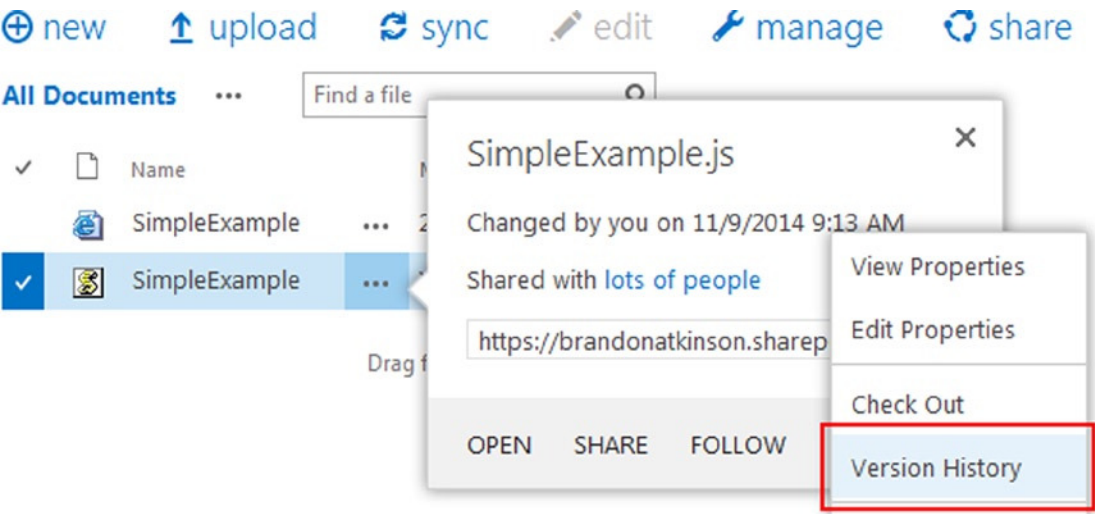 new upload sync edit manage share
All Documents ... Find a file
Name
SimpleExample ... 2
SimpleExample ...
Drag f
SimpleExample.js
Changed by you on 11/9/2014 9:13 AM
Shared with lots of people
https://brandonatkinson.sharep
OPEN SHARE FOLLOW
View Properties
Edit Properties
Check Out
Version History